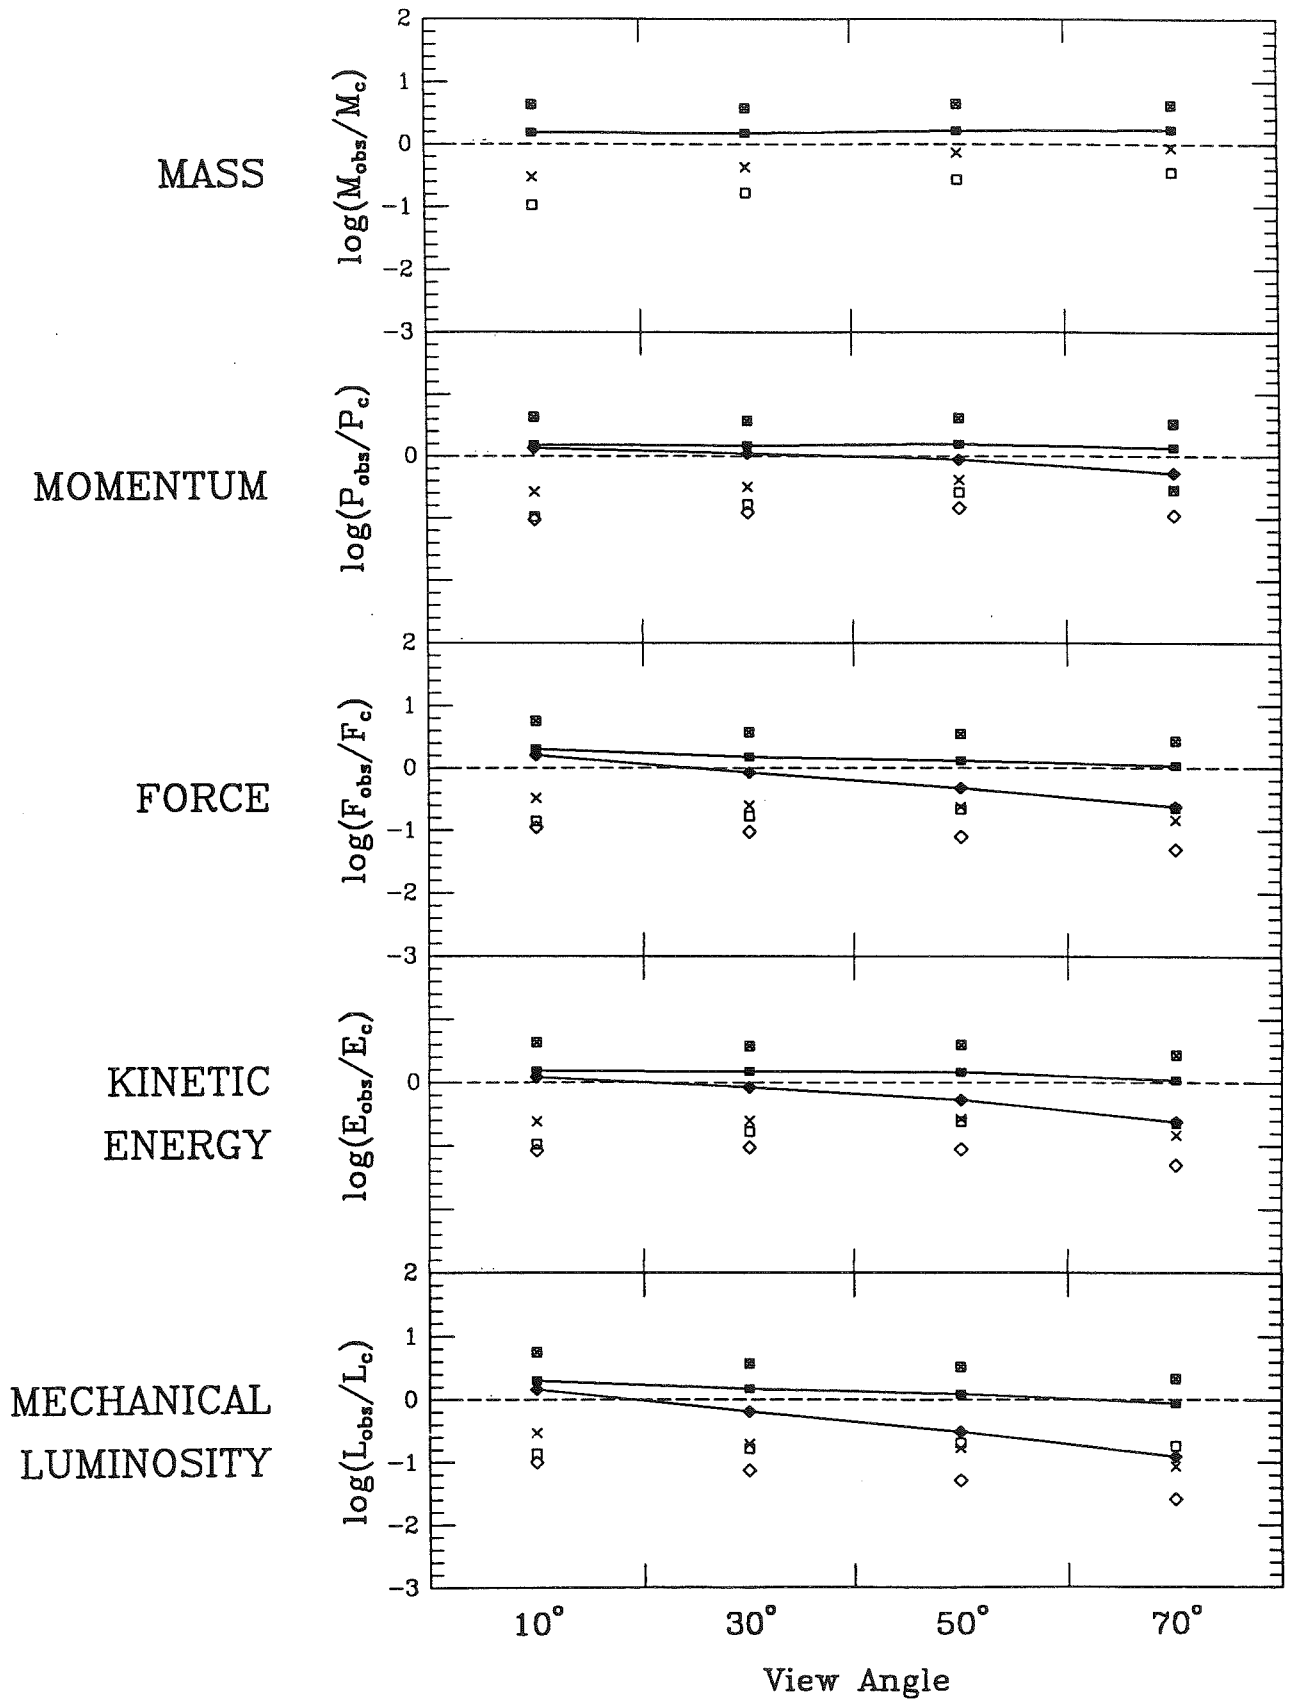 MASS
log(M_obs/M_c)
2
1
0
−1
−2
−3
MOMENTUM
log(P_obs/P_c)
0
FORCE
log(F_obs/F_c)
2
1
0
−1
−2
−3
KINETIC
ENERGY
log(E_obs/E_c)
0
MECHANICAL
LUMINOSITY
log(L_obs/L_c)
2
1
0
−1
−2
−3
10° 30° 50° 70°
View Angle